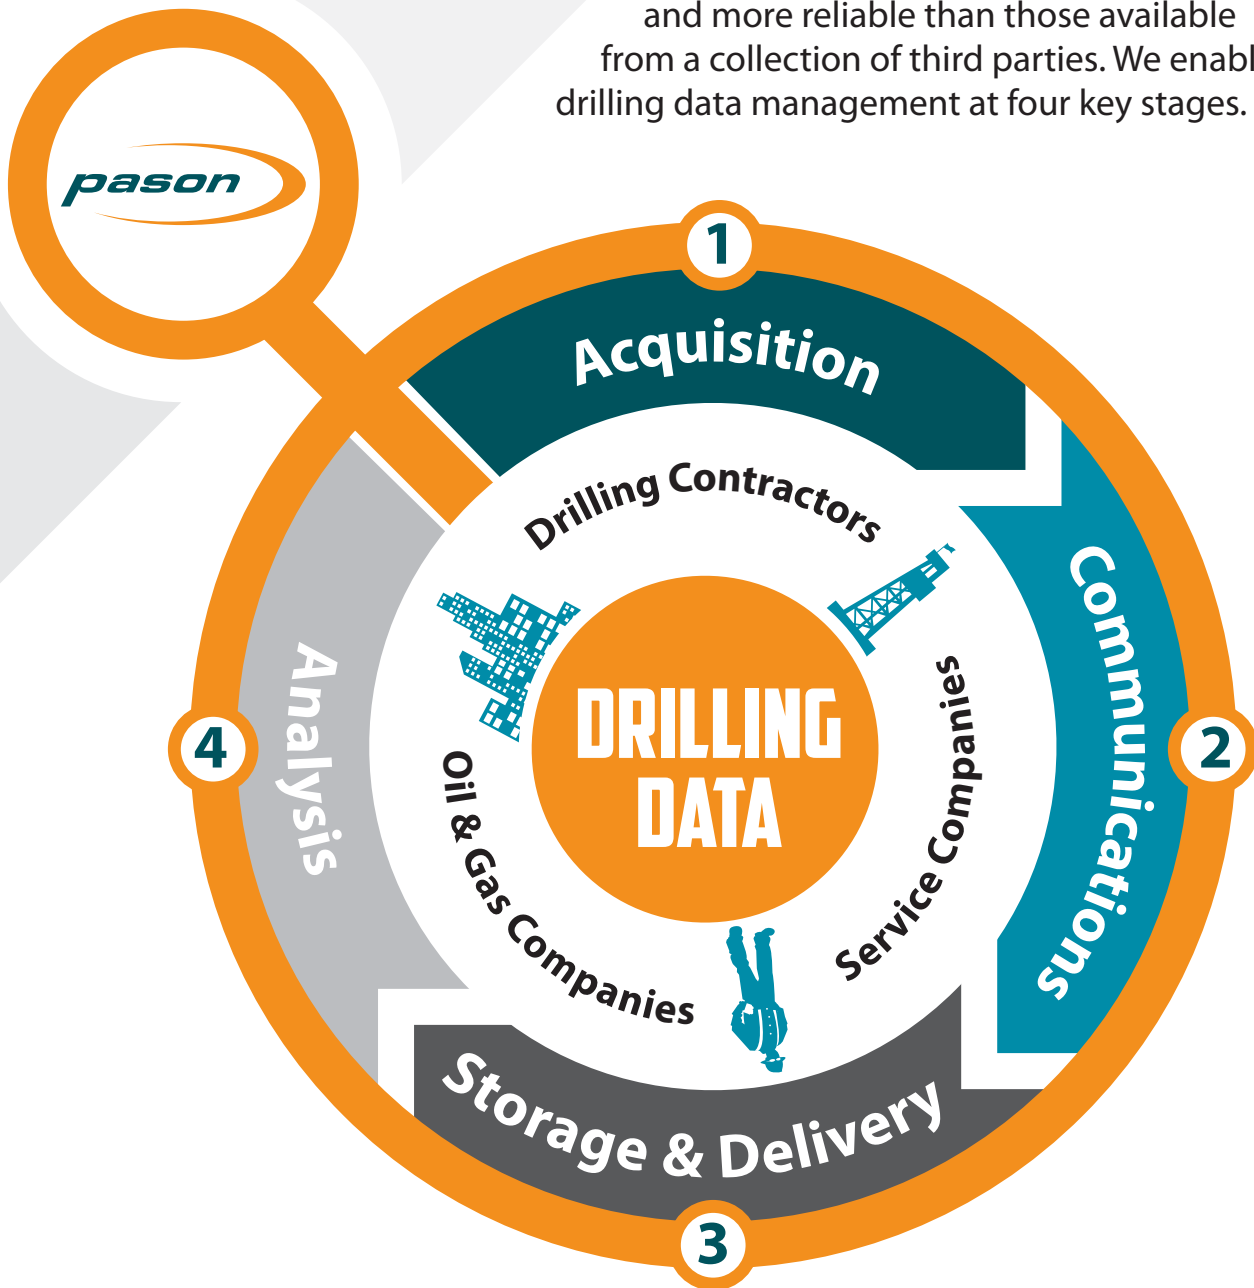 and more reliable than those available
from a collection of third parties. We enabl
drilling data management at four key stages.
pason
1
Acquisition
Drilling Contractors
Communications
2
Service Companies
DRILLING
DATA
Analysis
4
Oil & Gas Companies
Storage & Delivery
3